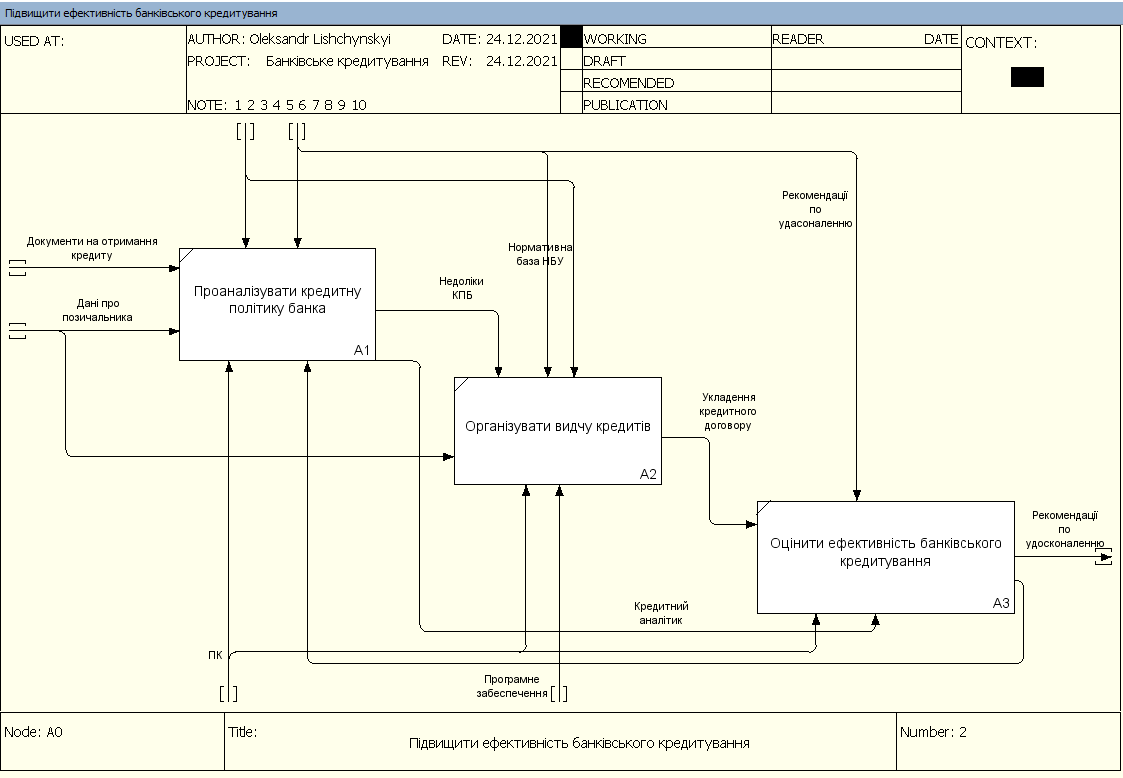 Підвищити ефективність банківського кредитування
USED AT:
AUTHOR: Oleksandr Lishchynskyi
DATE: 24.12.2021
PROJECT: Банківське кредитування
REV: 24.12.2021
NOTE: 1 2 3 4 5 6 7 8 9 10
WORKING
DRAFT
RECOMENDED
PUBLICATION
READER
DATE
CONTEXT:
Рекомендації
по
удасоналенню
Документи на отримання
кредиту
Нормативна
база НБУ
Дані про
позичальника
Проаналізувати кредитну
політику банка
A1
Недоліки
КПБ
Організувати видчу кредитів
A2
Укладення
кредитного
договору
Оцінити ефективність банківського
кредитування
A3
Рекомендації
по
удосконаленню
Кредитний
аналітик
ПК
Програмне
забеспечення
Node: A0
Title:
Підвищити ефективність банківського кредитування
Number: 2